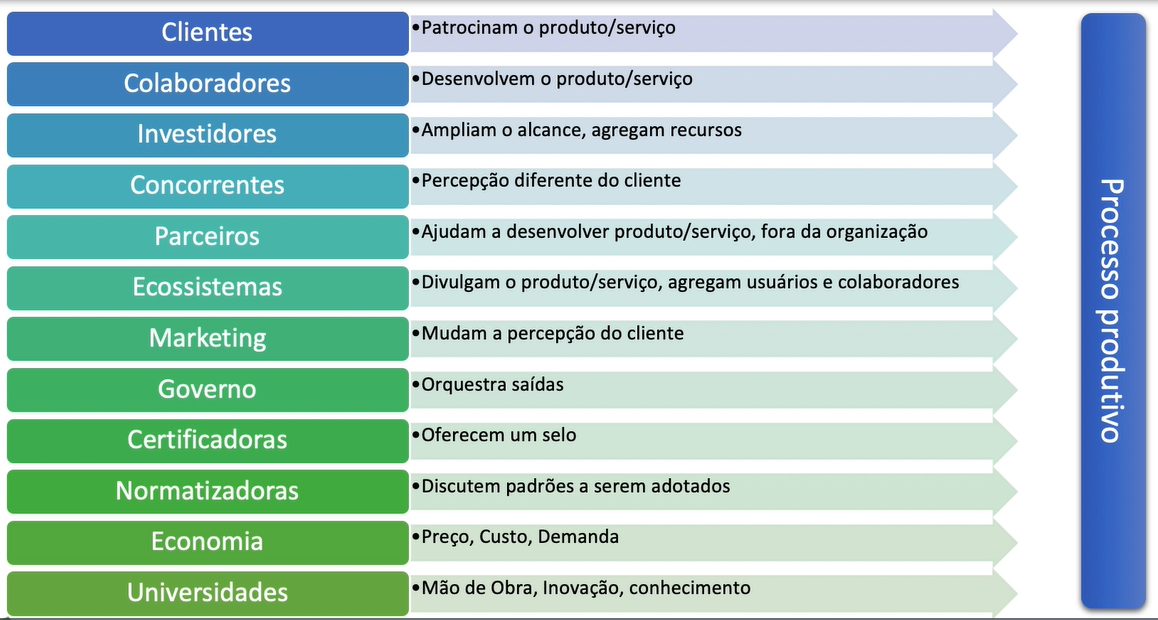 Clientes
•Patrocinam o produto/serviço
Colaboradores
•Desenvolvem o produto/serviço
Investidores
•Ampliam o alcance, agregam recursos
Concorrentes
•Percepção diferente do cliente
Parceiros
•Ajudam a desenvolver produto/serviço, fora da organização
Ecossistemas
•Divulgam o produto/serviço, agregam usuários e colaboradores
Marketing
•Mudam a percepção do cliente
Governo
•Orquestra saídas
Certificadoras
•Oferecem um selo
Normatizadoras
•Discutem padrões a serem adotados
Economia
•Preço, Custo, Demanda
Universidades
•Mão de Obra, Inovação, conhecimento
Processo produtivo